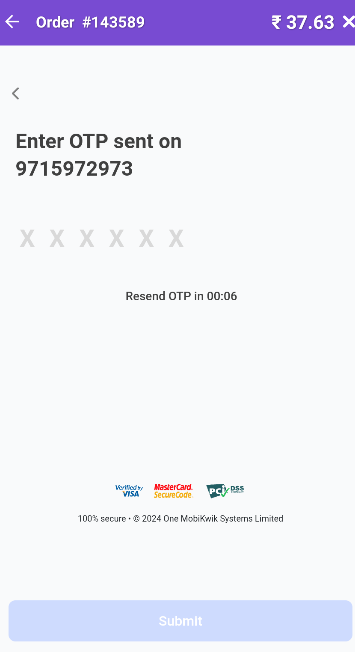 Order #143589 ₹ 37.63
Enter OTP sent on
9715972973
X X X X X X
Resend OTP in 00:06
Verified by
VISA
MasterCard.
SecureCode.
PCI DSS
100% secure • © 2024 One MobiKwik Systems Limited
Submit